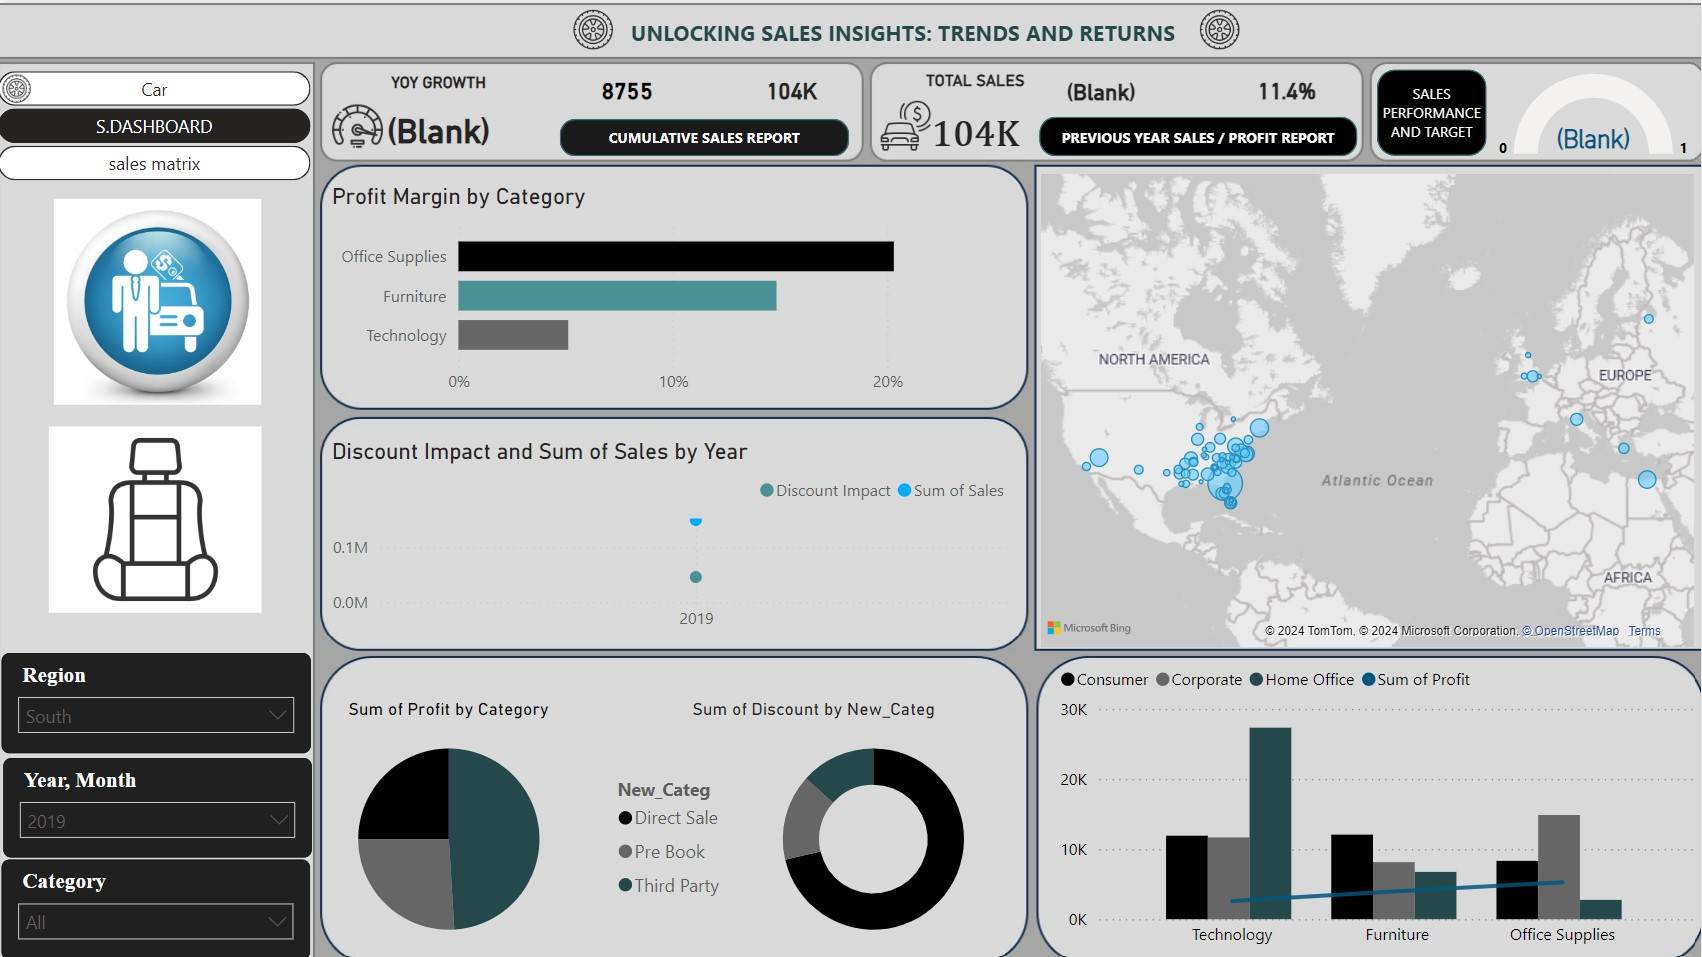 UNLOCKING SALES INSIGHTS: TRENDS AND RETURNS
Car
S.DASHBOARD
sales matrix
YOY GROWTH
(Blank)
8755
104K
CUMULATIVE SALES REPORT
TOTAL SALES
104K
(Blank)
11.4%
PREVIOUS YEAR SALES / PROFIT REPORT
SALES
PERFORMANCE
AND TARGET
0
(Blank)
1
Profit Margin by Category
Office Supplies
Furniture
Technology
0%
10%
20%
Discount Impact and Sum of Sales by Year
Discount Impact
Sum of Sales
0.1M
0.0M
2019
NORTH AMERICA
EUROPE
Atlantic Ocean
AFRICA
Microsoft Bing
© 2024 TomTom, © 2024 Microsoft Corporation, © OpenStreetMap Terms
Region
South
Year, Month
2019
Category
All
Sum of Profit by Category
Sum of Discount by New_Categ
New_Categ
Direct Sale
Pre Book
Third Party
Consumer
Corporate
Home Office
Sum of Profit
30K
20K
10K
0K
Technology
Furniture
Office Supplies